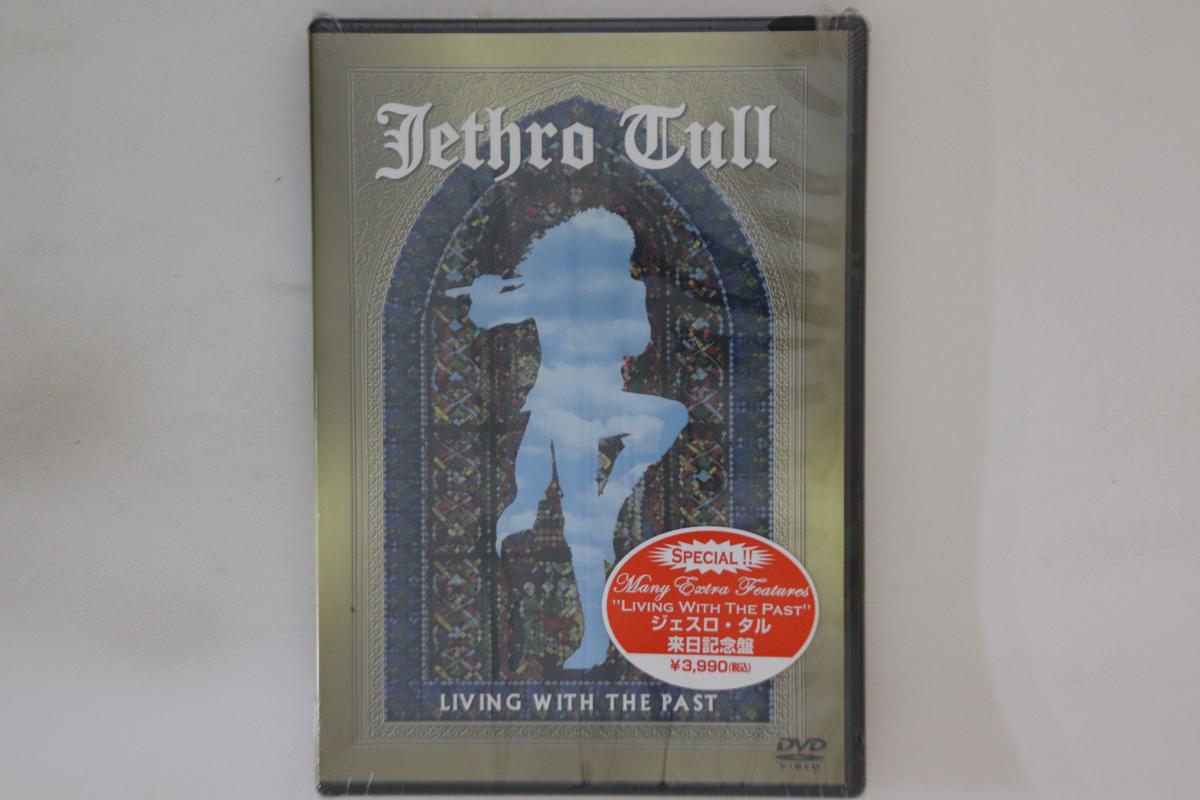 Jethro Tull
SPECIAL !!
Many Extra Features
"LIVING WITH THE PAST"
ジェスロ・タル
来日記念盤
¥3,990(税込)
LIVING WITH THE PAST
DVD
VIDEO